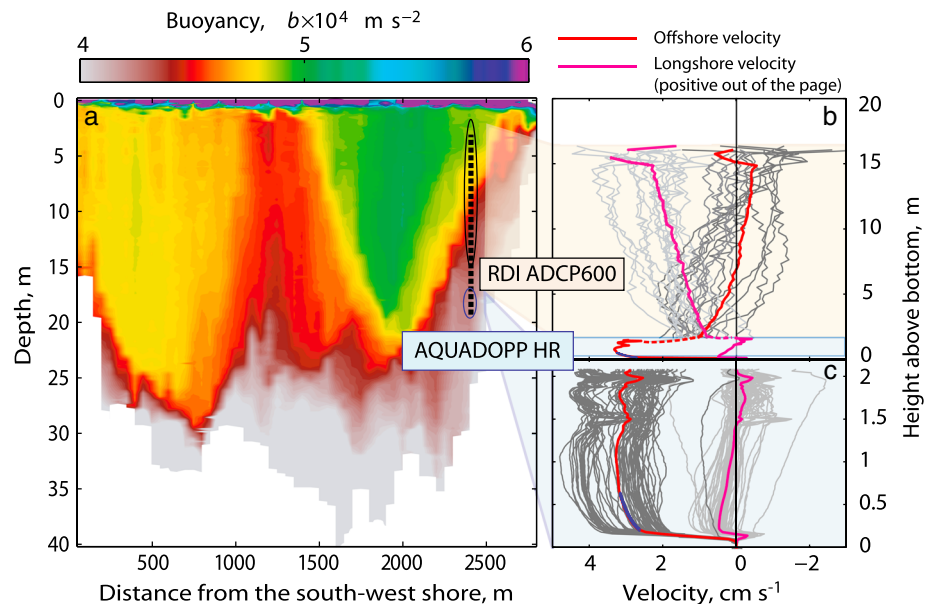 Buoyancy, b×10⁴ m s⁻²
4 5 6
Offshore velocity
Longshore velocity
(positive out of the page)
a
0
5
10
15
20
25
30
35
40
Depth, m
500 1000 1500 2000 2500
Distance from the south-west shore, m
RDI ADCP600
AQUADOPP HR
b
20
15
10
5
0
c
2
1.5
1
0.5
0
Height above bottom, m
4 2 0 −2
Velocity, cm s⁻¹